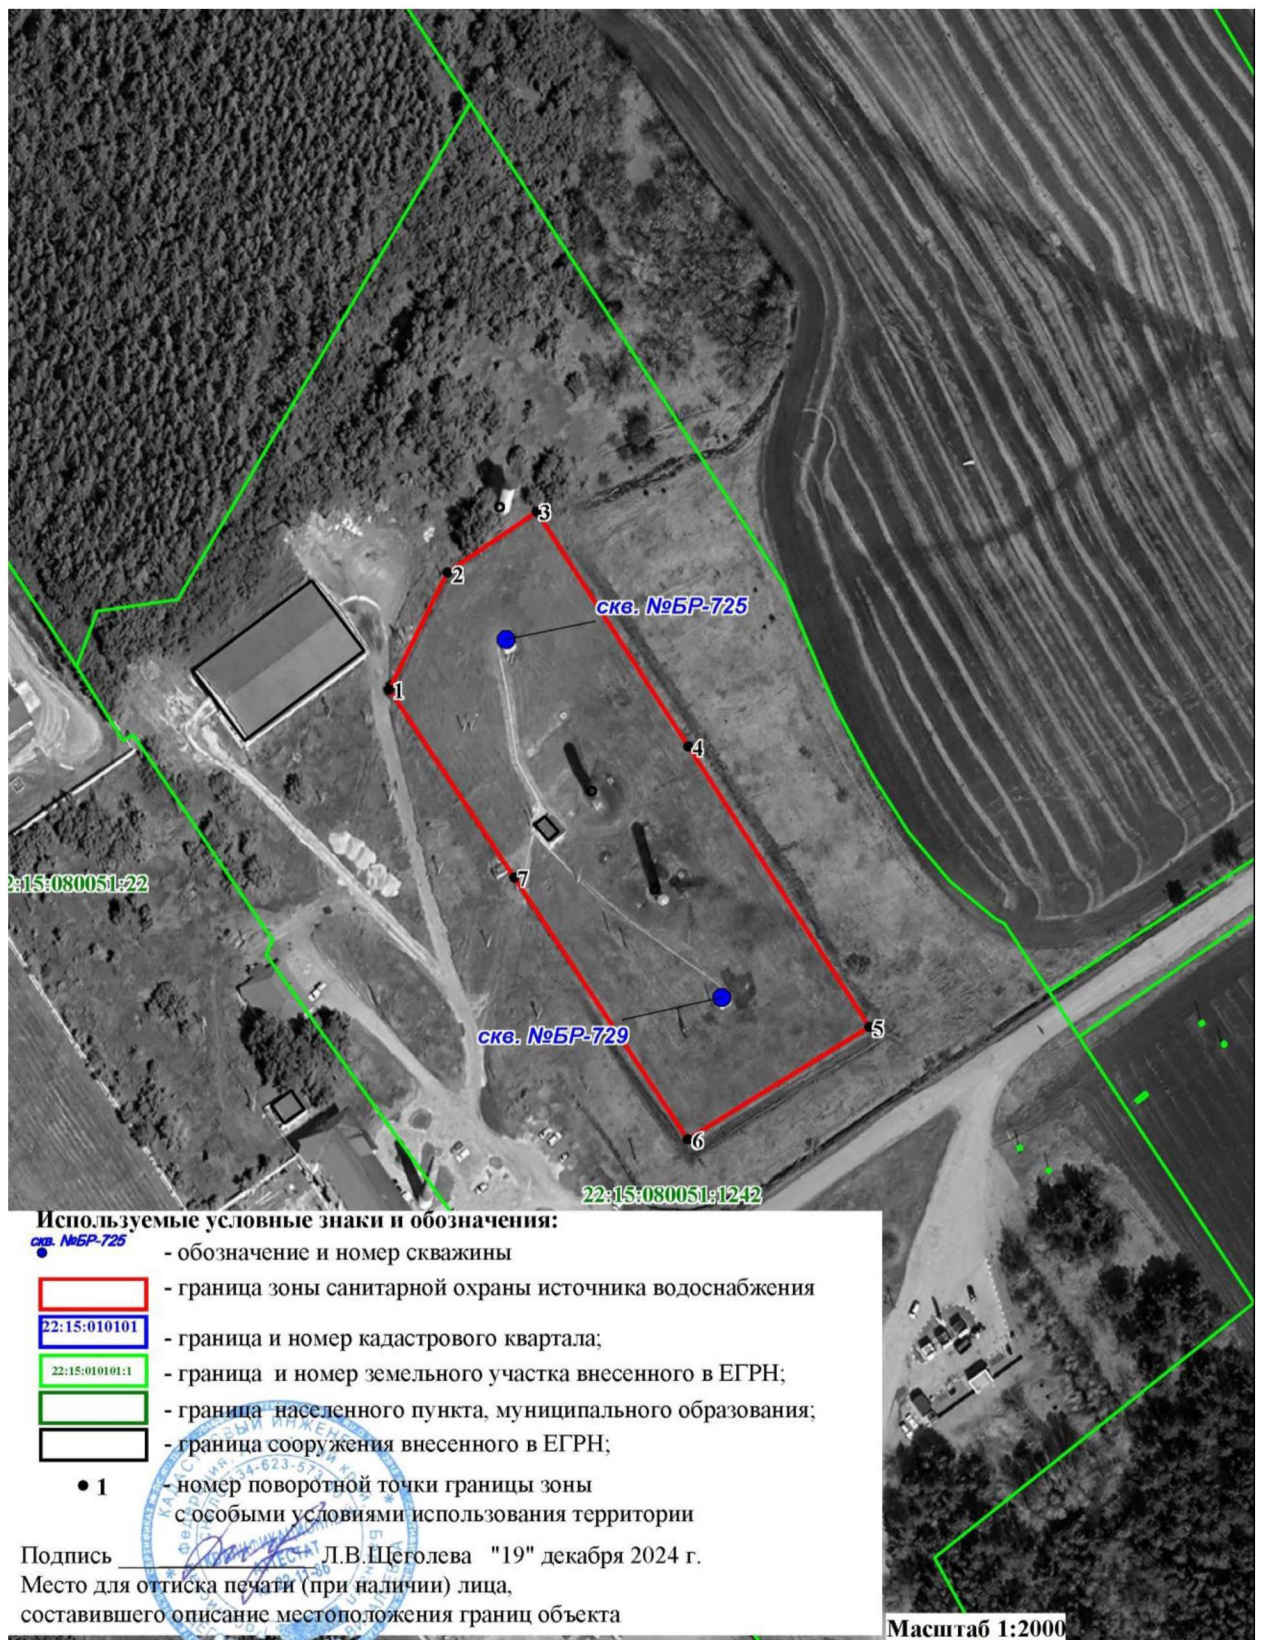 3
2
скв. №БР-725
1
4
7
2:15:080051:22
скв. №БР-729
5
6
22:15:080051:1242
Используемые условные знаки и обозначения:
скв. №БР-725
- обозначение и номер скважины
- граница зоны санитарной охраны источника водоснабжения
22:15:010101
- граница и номер кадастрового квартала;
22:15:010101:1
- граница и номер земельного участка внесенного в ЕГРН;
- граница населенного пункта, муниципального образования;
- граница сооружения внесенного в ЕГРН;
1
- номер поворотной точки границы зоны
с особыми условиями использования территории
Подпись Л.В.Щеголева "19" декабря 2024 г.
Место для оттиска печати (при наличии) лица,
составившего описание местоположения границ объекта
Масштаб 1:2000
КАДАСТРОВЫЙ ИНЖЕНЕР